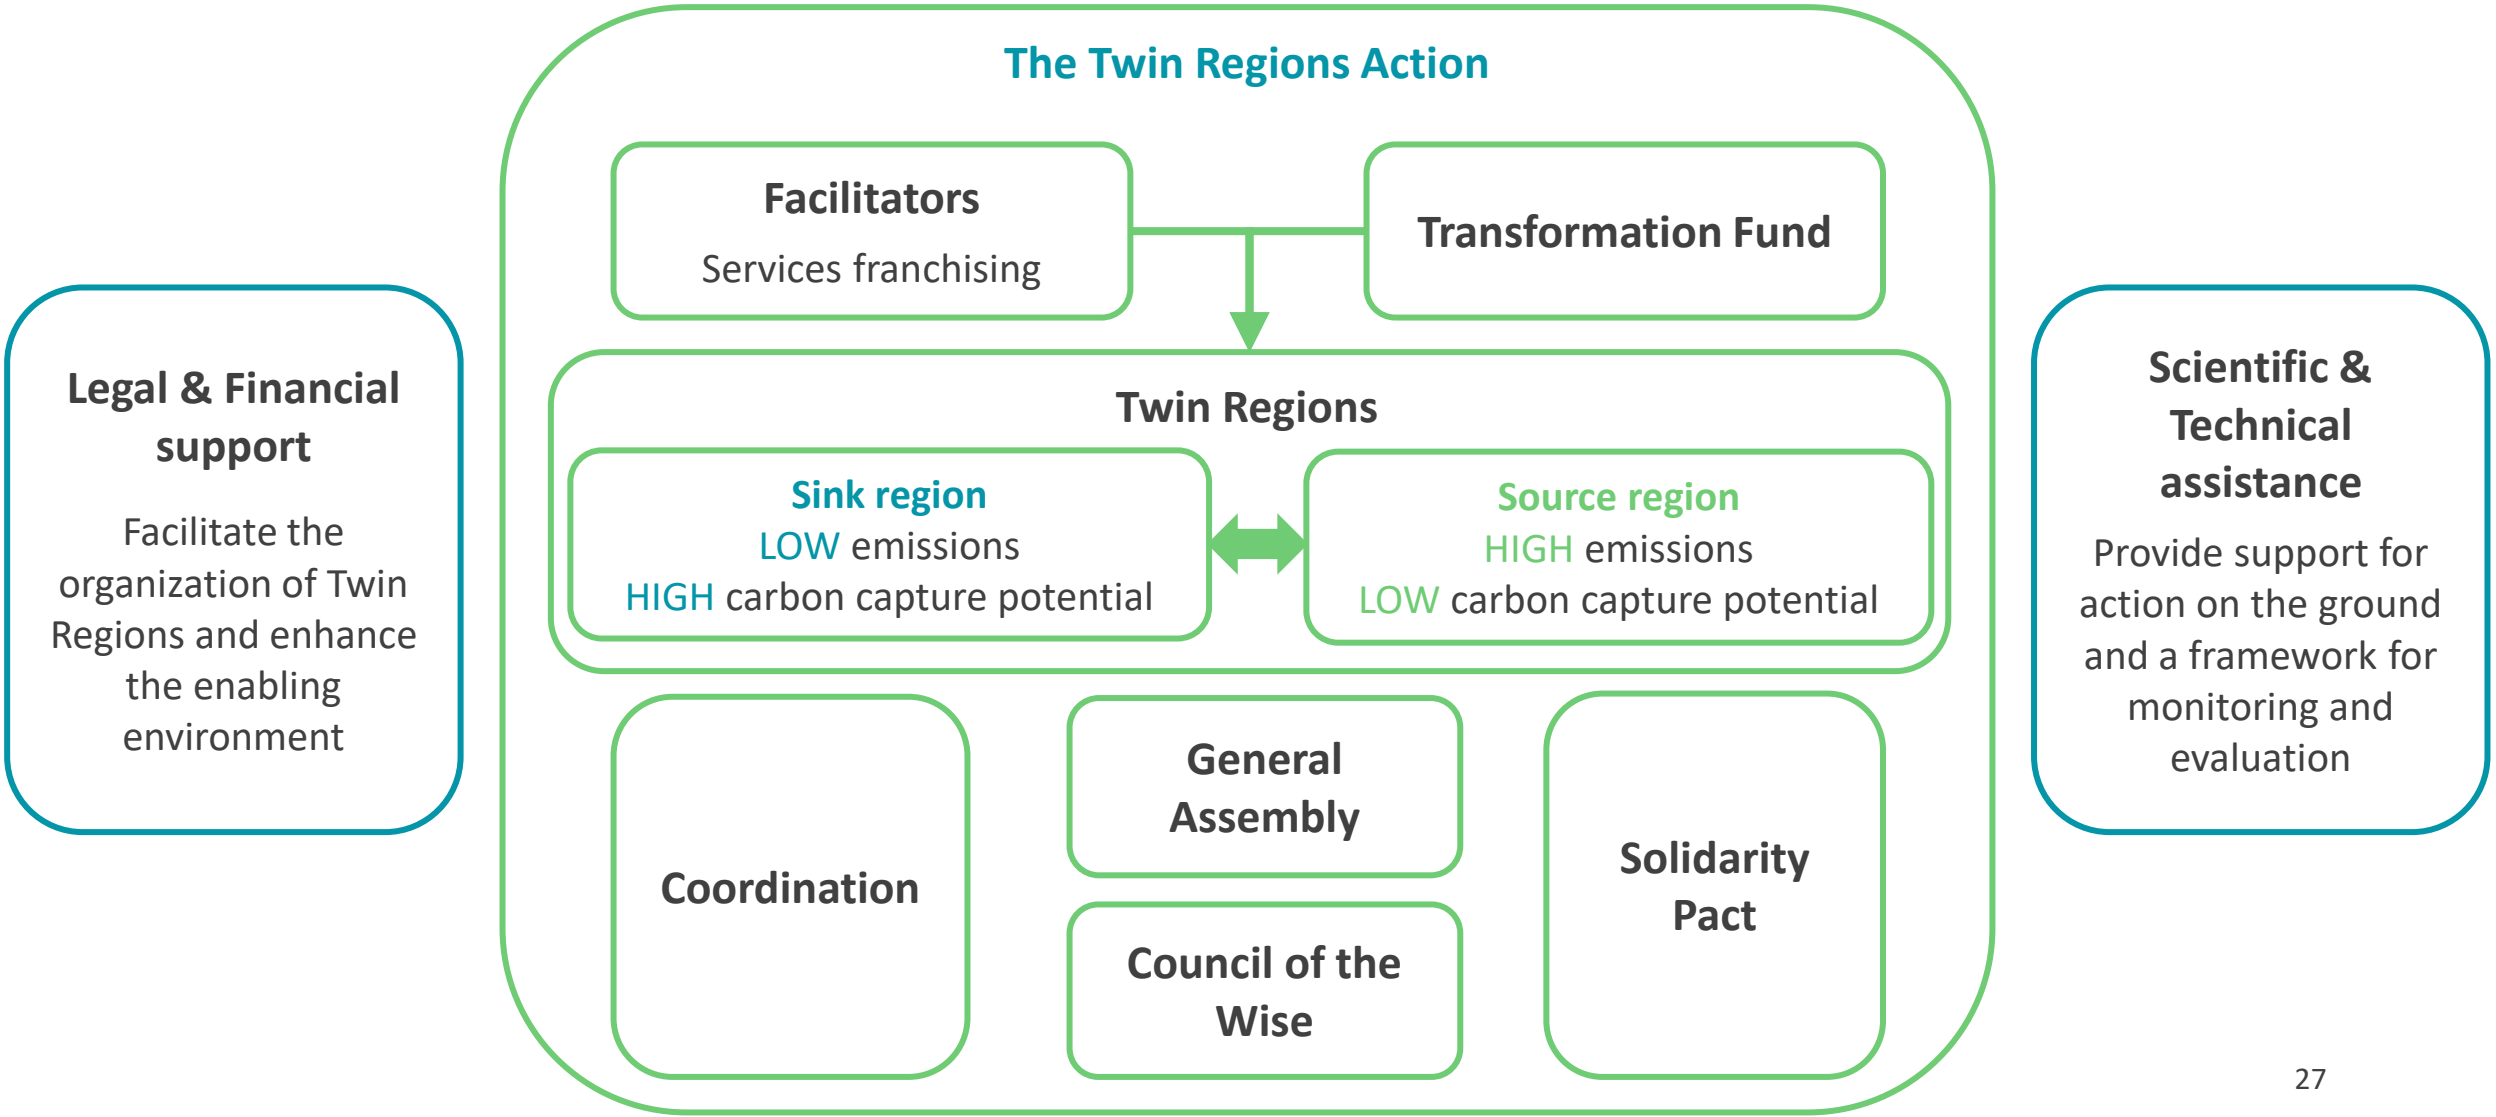 The Twin Regions Action
Facilitators
Services franchising
Transformation Fund
Legal & Financial
support
Facilitate the
organization of Twin
Regions and enhance
the enabling
environment
Twin Regions
Sink region
LOW emissions
HIGH carbon capture potential
Source region
HIGH emissions
LOW carbon capture potential
Scientific &
Technical
assistance
Provide support for
action on the ground
and a framework for
monitoring and
evaluation
Coordination
General
Assembly
Council of the
Wise
Solidarity
Pact
27